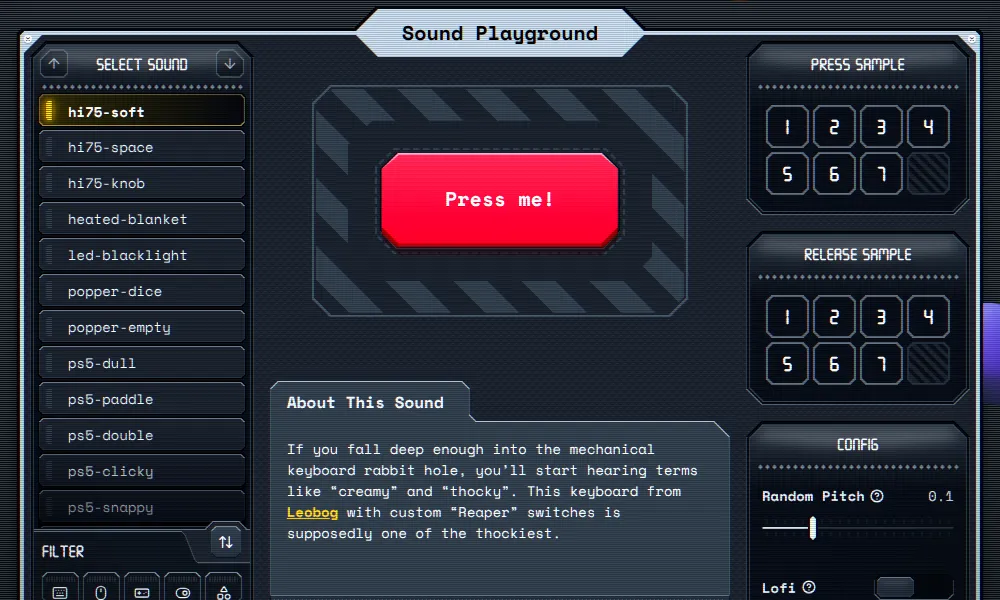 Sound Playground
SELECT SOUND
hi75-soft
hi75-space
hi75-knob
heated-blanket
led-blacklight
popper-dice
popper-empty
ps5-dull
ps5-paddle
ps5-double
ps5-clicky
ps5-snappy
FILTER
Press me!
About This Sound
If you fall deep enough into the mechanical
keyboard rabbit hole, you’ll start hearing terms
like “creamy” and “thocky”. This keyboard from
Leobog with custom “Reaper” switches is
supposedly one of the thockiest.
PRESS SAMPLE
1 2 3 4
5 6 7
RELEASE SAMPLE
1 2 3 4
5 6 7
CONFIG
Random Pitch ? 0.1
Lofi ?